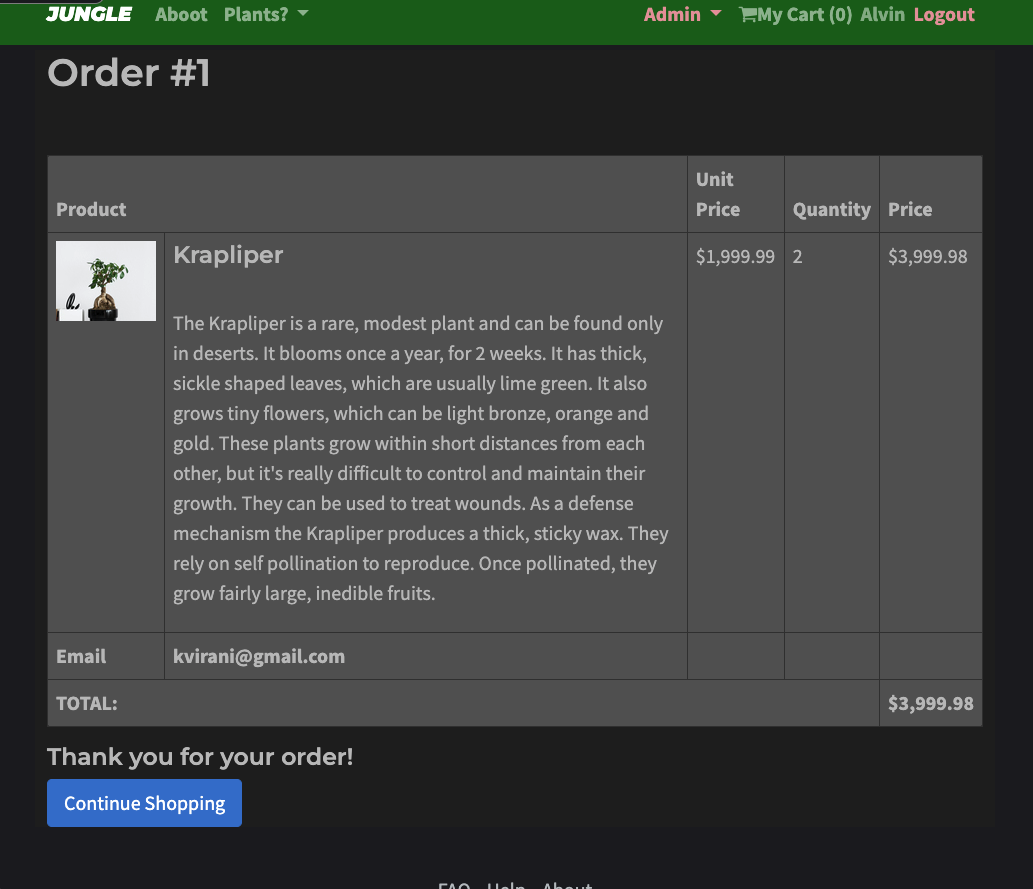 JUNGLE Aboot Plants? Admin My Cart (0) Alvin Logout
Order #1
Product Unit Price Quantity Price
Krapliper $1,999.99 2 $3,999.98
The Krapliper is a rare, modest plant and can be found only
in deserts. It blooms once a year, for 2 weeks. It has thick,
sickle shaped leaves, which are usually lime green. It also
grows tiny flowers, which can be light bronze, orange and
gold. These plants grow within short distances from each
other, but it's really difficult to control and maintain their
growth. They can be used to treat wounds. As a defense
mechanism the Krapliper produces a thick, sticky wax. They
rely on self pollination to reproduce. Once pollinated, they
grow fairly large, inedible fruits.
Email kvirani@gmail.com
TOTAL: $3,999.98
Thank you for your order!
Continue Shopping
FAQ Help About